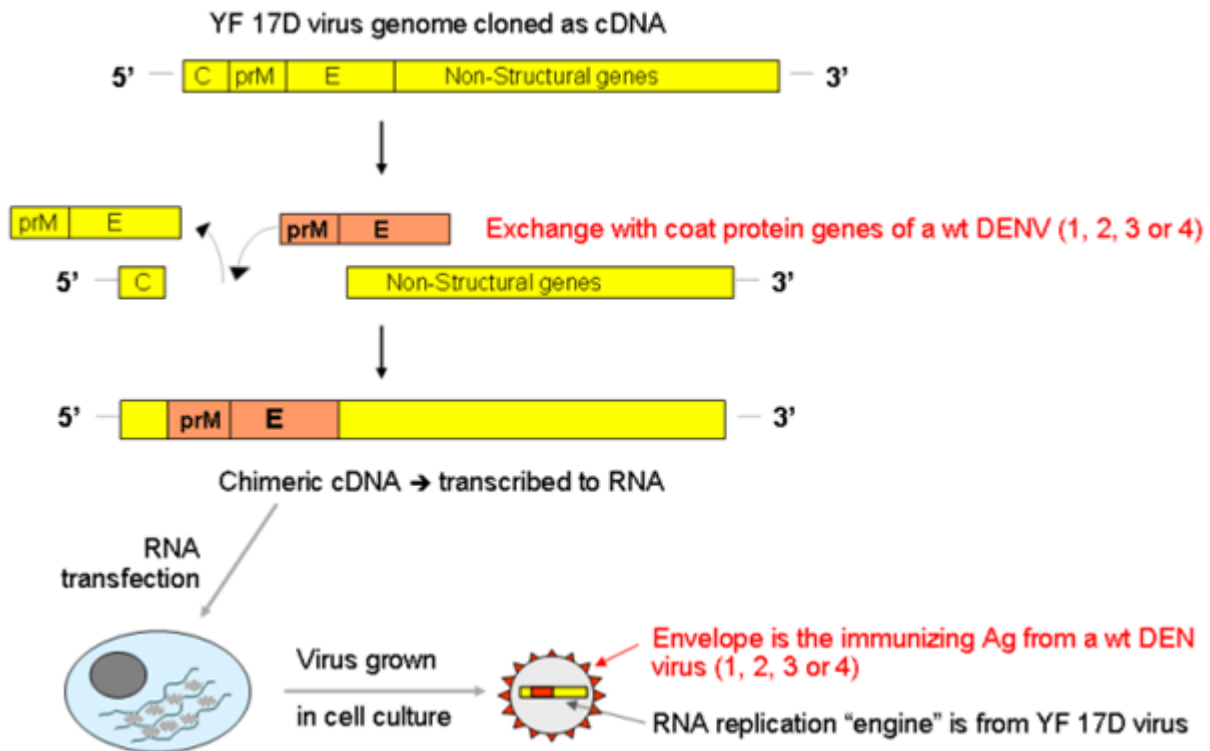 YF 17D virus genome cloned as cDNA
5’ C prM E Non-Structural genes 3’
prM E prM E Exchange with coat protein genes of a wt DENV (1, 2, 3 or 4)
5’ C Non-Structural genes 3’
5’ prM E 3’
Chimeric cDNA ➔ transcribed to RNA
RNA
transfection
Virus grown
in cell culture
Envelope is the immunizing Ag from a wt DEN
virus (1, 2, 3 or 4)
RNA replication “engine” is from YF 17D virus